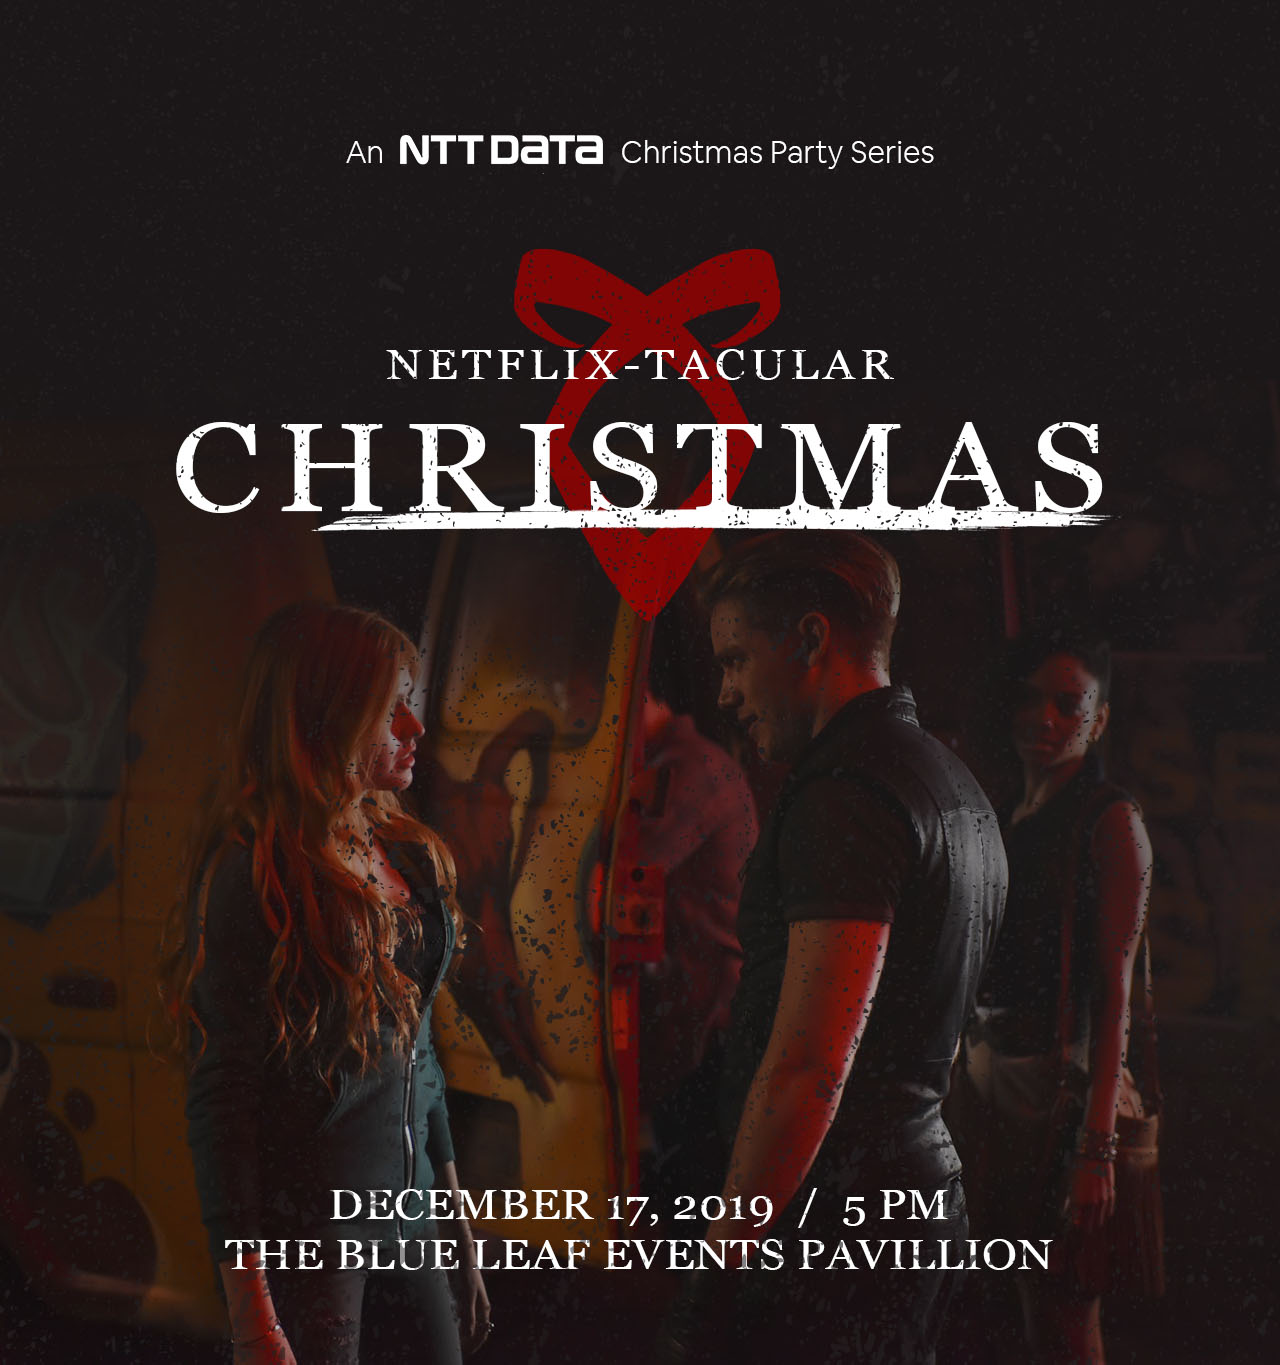 An NTT DATA Christmas Party Series
NETFLIX-TACULAR
CHRISTMAS
DECEMBER 17, 2019 / 5 PM
THE BLUE LEAF EVENTS PAVILLION